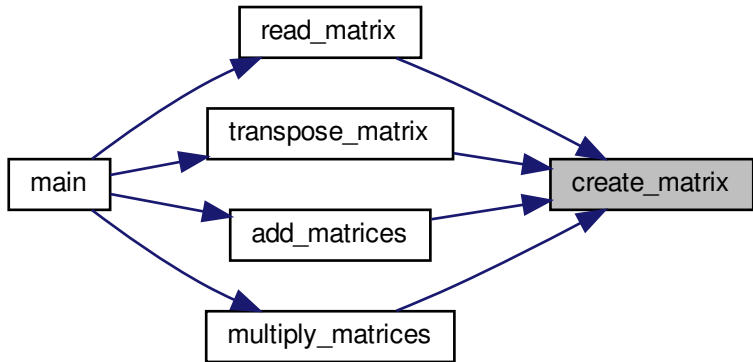 read_matrix
transpose_matrix
main
create_matrix
add_matrices
multiply_matrices